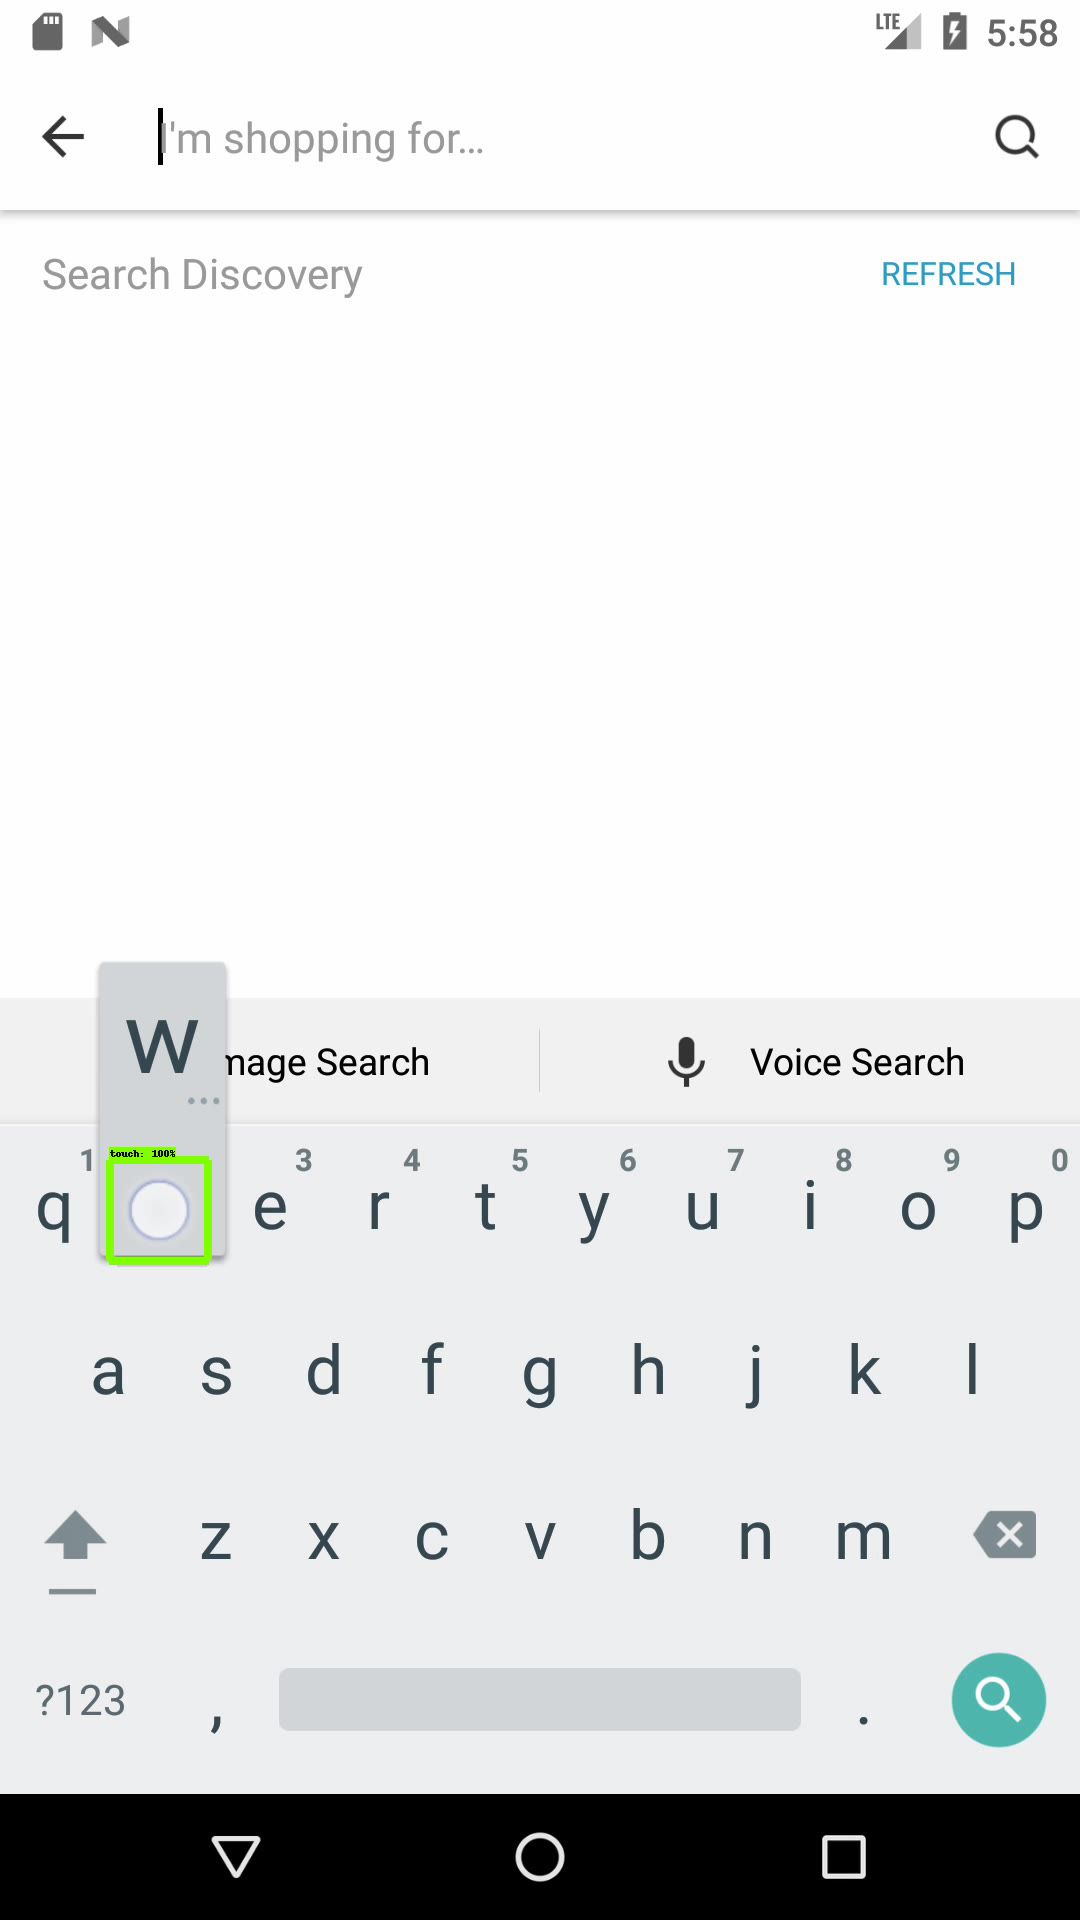 LTE 5:58
I'm shopping for...
Search Discovery REFRESH
w
mage Search Voice Search
touch: 100%
1 3 4 5 6 7 8 9 0
q e r t y u i o p
a s d f g h j k l
z x c v b n m
?123 , .